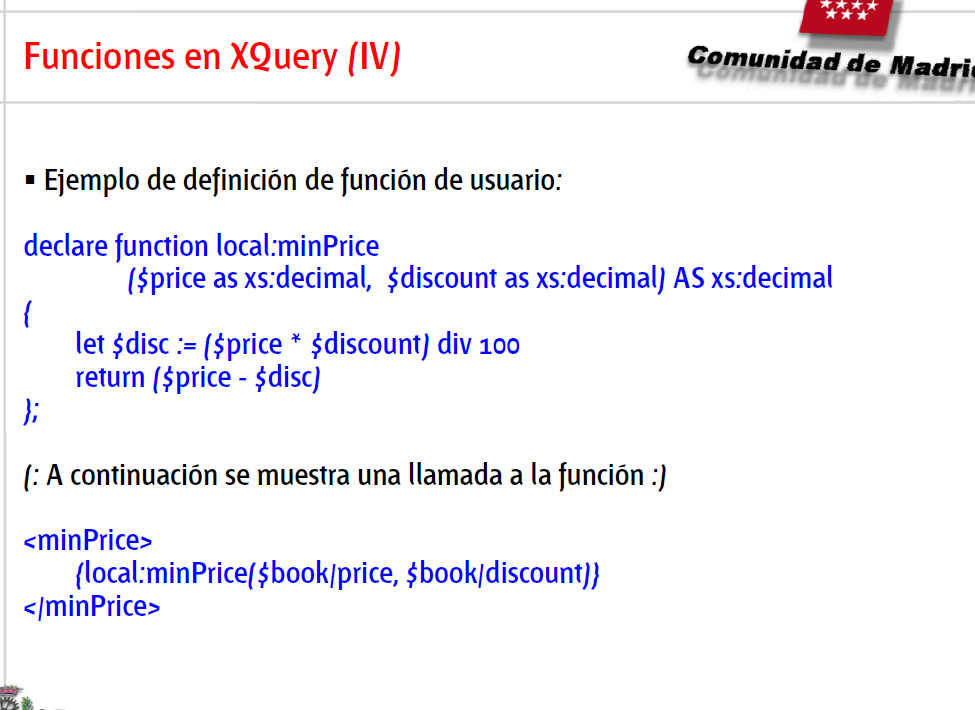 Funciones en XQuery (IV)
Comunidad de Madrid
▪ Ejemplo de definición de función de usuario:
declare function local:minPrice
($price as xs:decimal, $discount as xs:decimal) AS xs:decimal
{
let $disc := ($price * $discount) div 100
return ($price - $disc)
};
(: A continuación se muestra una llamada a la función :)
<minPrice>
{local:minPrice($book/price, $book/discount)}
</minPrice>